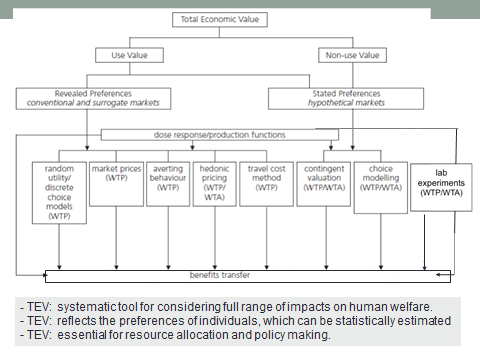 Total Economic Value
Use Value
Non-use Value
Revealed Preferences
conventional and surrogate markets
Stated Preferences
hypothetical markets
dose response/production functions
random
utility/
discrete
choice
models
(WTP)
market prices
(WTP)
averting
behaviour
(WTP)
hedonic
pricing
(WTP/
WTA)
travel cost
method
(WTP)
contingent
valuation
(WTP/WTA)
choice
modelling
(WTP/WTA)
lab
experiments
(WTP/WTA)
benefits transfer
- TEV: systematic tool for considering full range of impacts on human welfare.
- TEV: reflects the preferences of individuals, which can be statistically estimated
- TEV: essential for resource allocation and policy making.